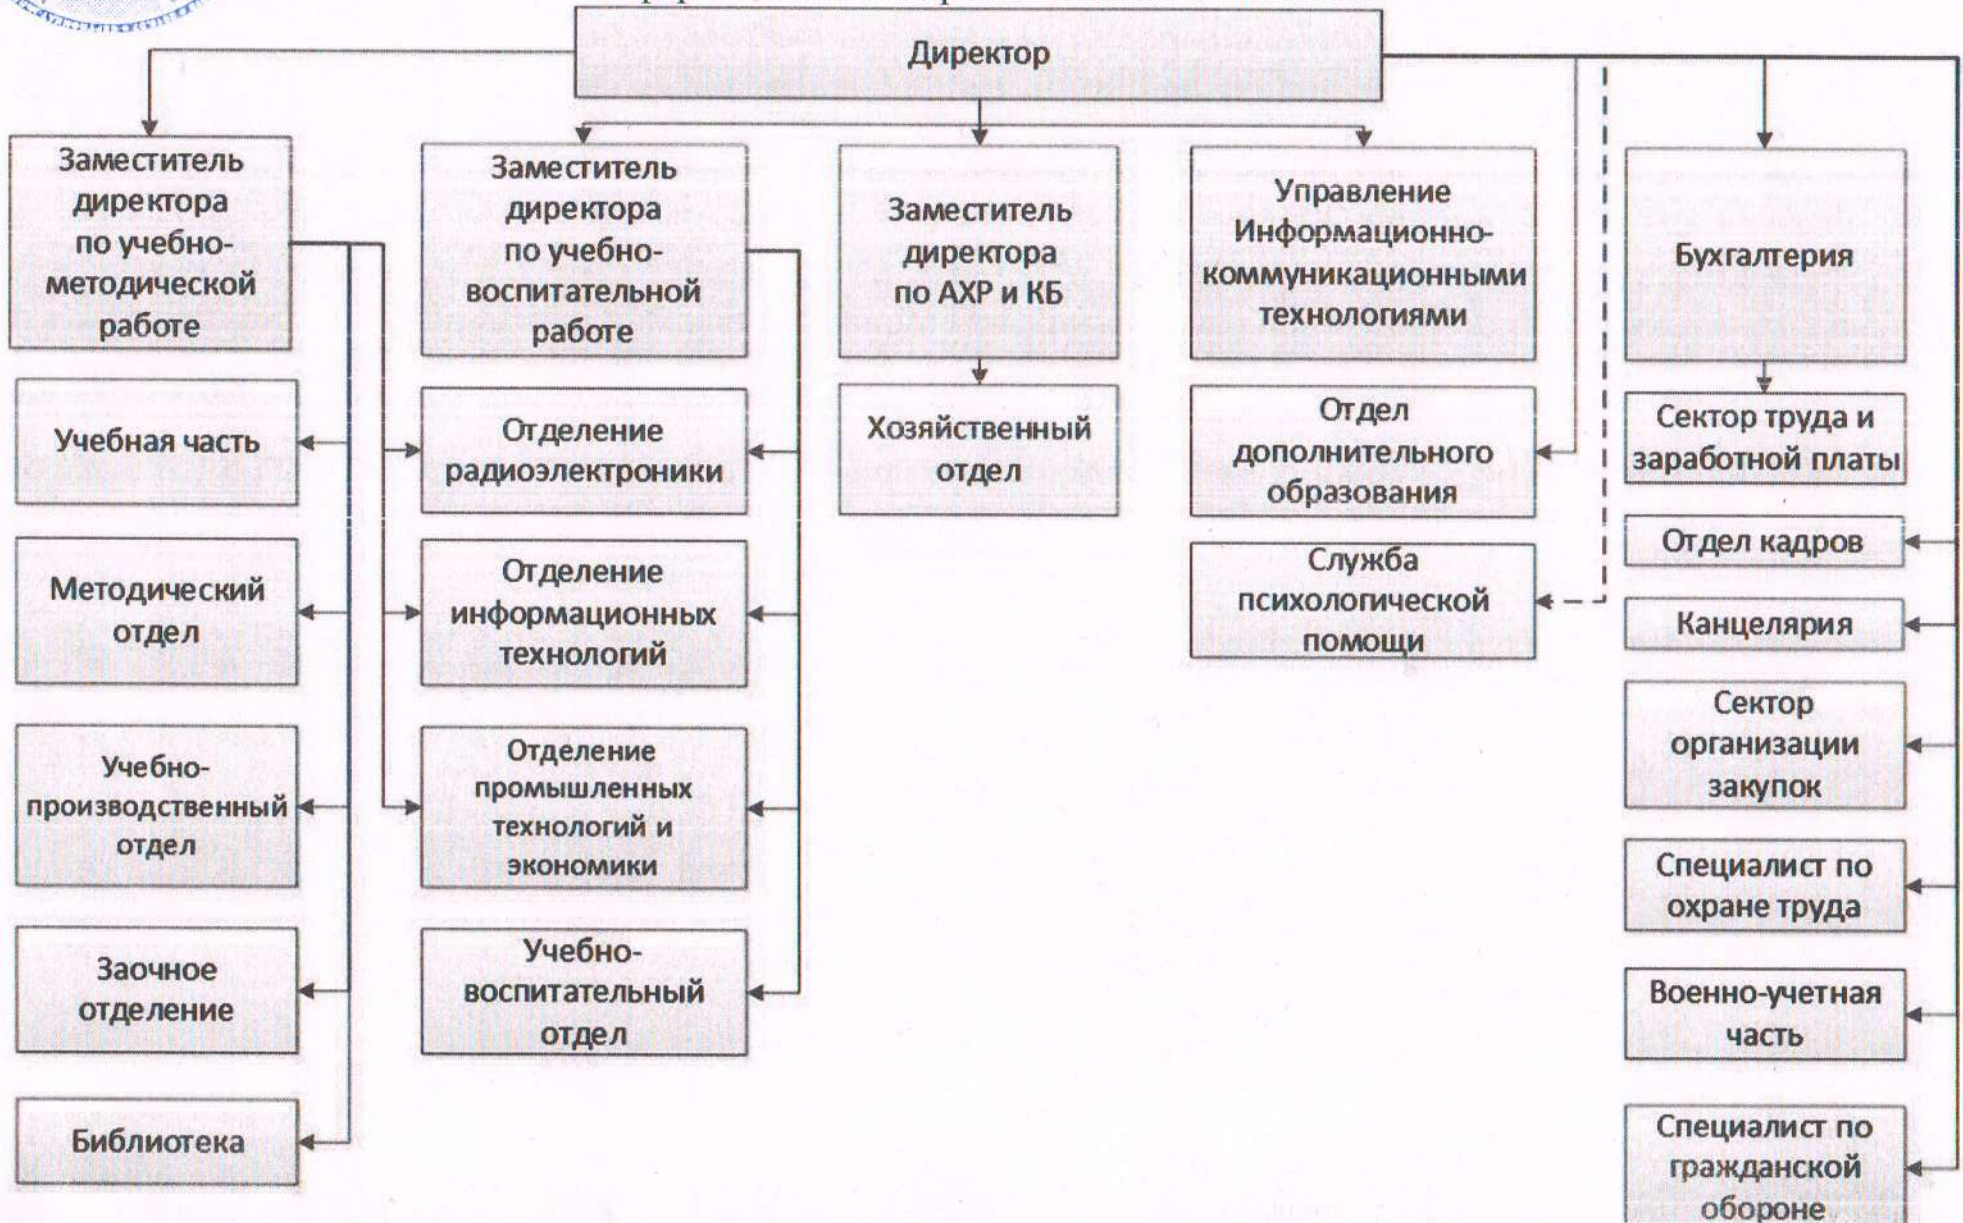 Директор
Заместитель
директора
по учебно-
методической
работе
Учебная часть
Методический
отдел
Учебно-
производственный
отдел
Заочное
отделение
Библиотека
Заместитель
директора
по учебно-
воспитательной
работе
Отделение
радиоэлектроники
Отделение
информационных
технологий
Отделение
промышленных
технологий и
экономики
Учебно-
воспитательный
отдел
Заместитель
директора
по АХР и КБ
Хозяйственный
отдел
Управление
Информационно-
коммуникационными
технологиями
Отдел
дополнительного
образования
Служба
психологической
помощи
Бухгалтерия
Сектор труда и
заработной платы
Отдел кадров
Канцелярия
Сектор
организации
закупок
Специалист по
охране труда
Военно-учетная
часть
Специалист по
гражданской
обороне